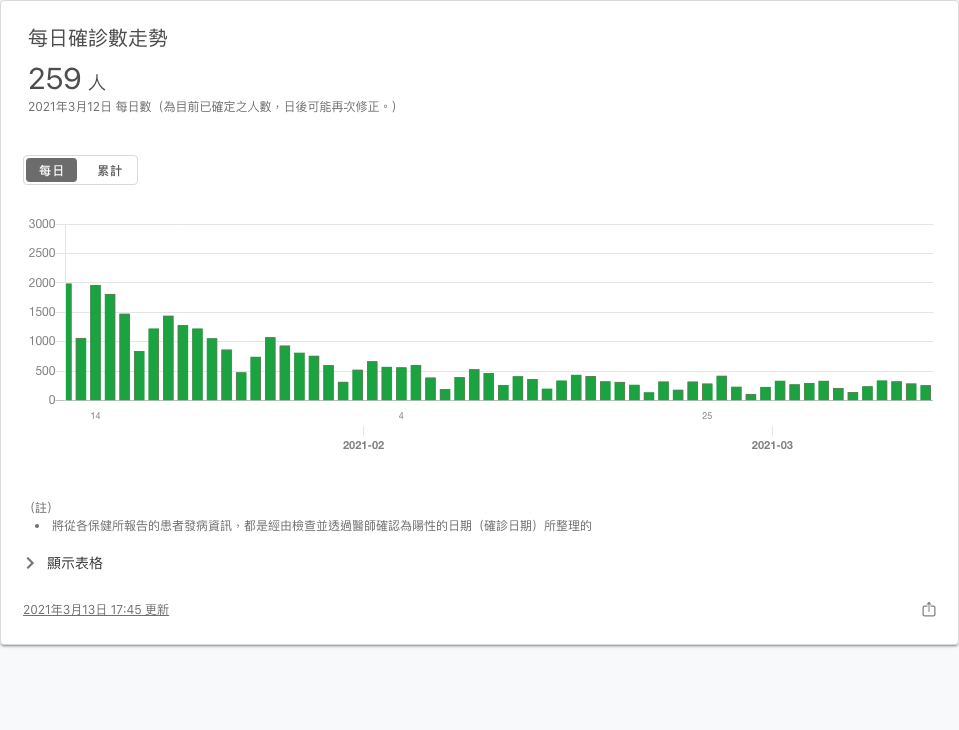 每日確診數走勢
259 人
2021年3月12日 每日數（為目前已確定之人數，日後可能再次修正。）
每日 累計
3000
2500
2000
1500
1000
500
0
14 4 25
2021-02 2021-03
（註）
• 將從各保健所報告的患者發病資訊，都是經由檢查並透過醫師確認為陽性的日期（確診日期）所整理的
顯示表格
2021年3月13日 17:45 更新